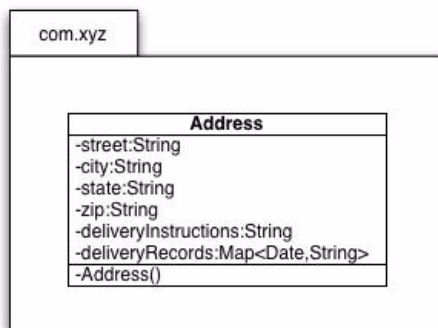 com.xyz
Address
-street:String
-city:String
-state:String
-zip:String
-deliveryInstructions:String
-deliveryRecords:Map<Date,String>
-Address()